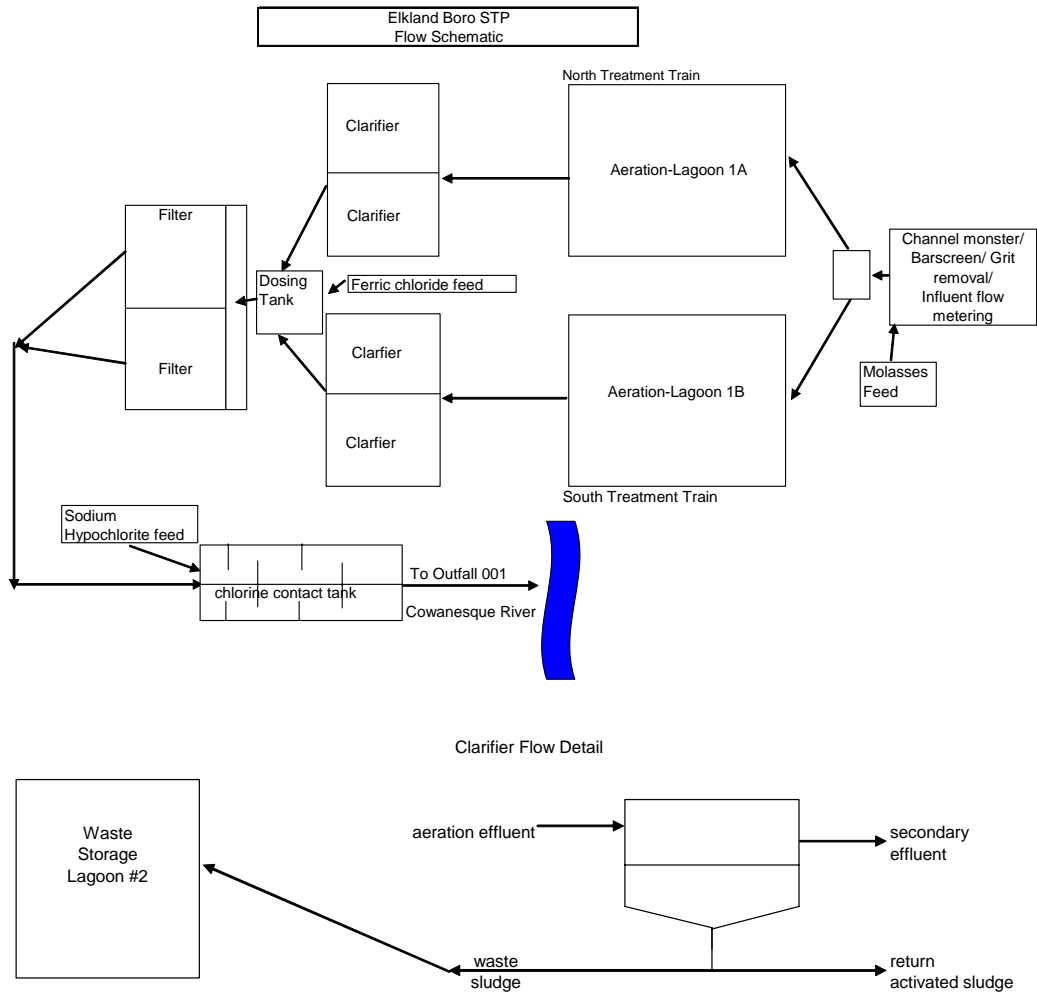 Elkland Boro STP
Flow Schematic
North Treatment Train
Clarifier
Clarifier
Aeration-Lagoon 1A
Channel monster/
Barscreen/ Grit
removal/
Influent flow
metering
Molasses
Feed
Filter
Filter
Dosing
Tank
Ferric chloride feed
Clarfier
Clarfier
Aeration-Lagoon 1B
South Treatment Train
Sodium
Hypochlorite feed
chlorine contact tank
To Outfall 001
Cowanesque River
Clarifier Flow Detail
Waste
Storage
Lagoon #2
aeration effluent
secondary
effluent
waste
sludge
return
activated sludge